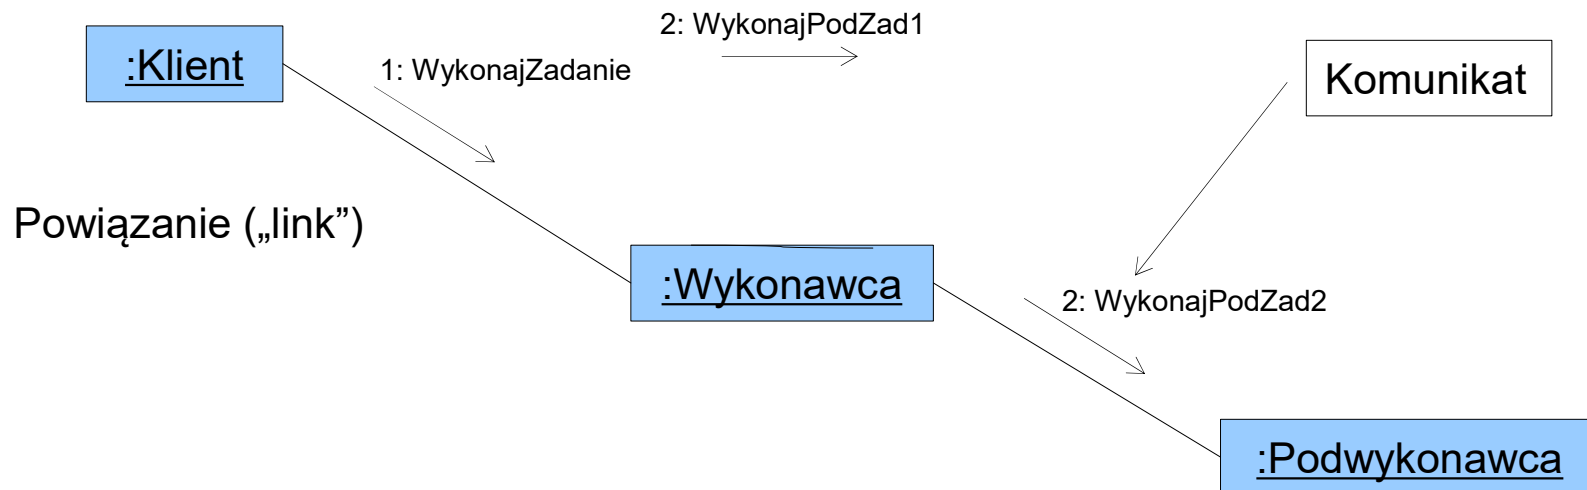 2: WykonajPodZad1
:Klient
1: WykonajZadanie
Komunikat
Powiązanie („link”)
:Wykonawca
2: WykonajPodZad2
:Podwykonawca